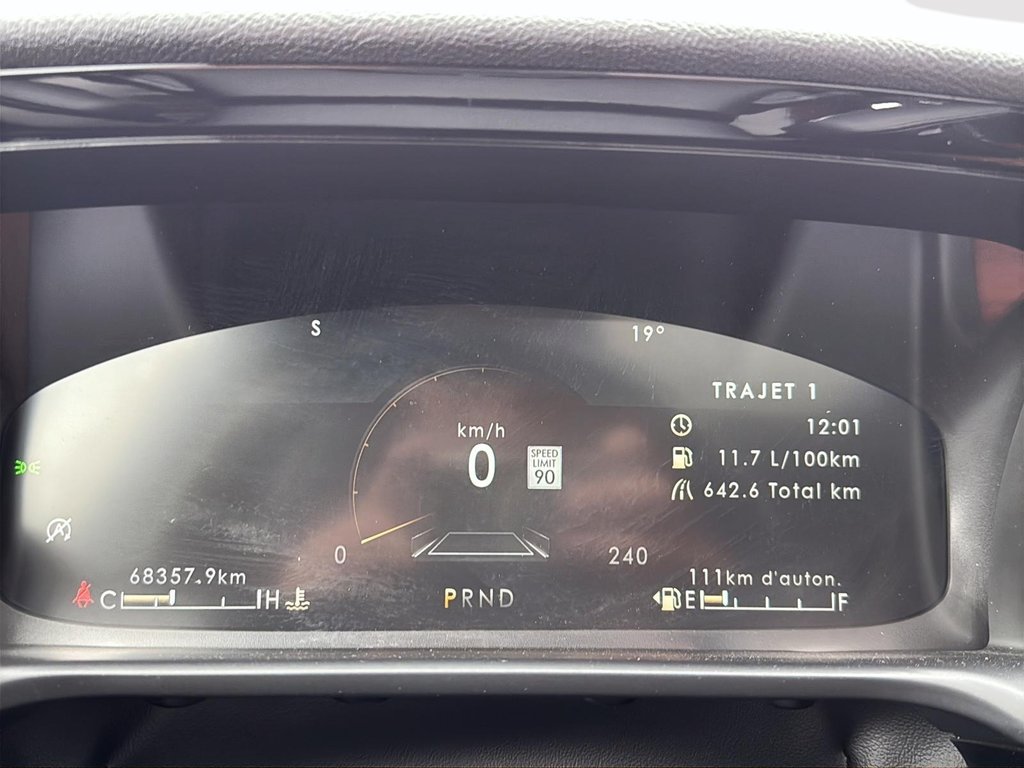 S
19°
TRAJET 1
12:01
11.7 L/100km
642.6 Total km
km/h
0
SPEED
LIMIT
90
A
0
240
68357.9km
C H
PRND
111km d'auton.
E F